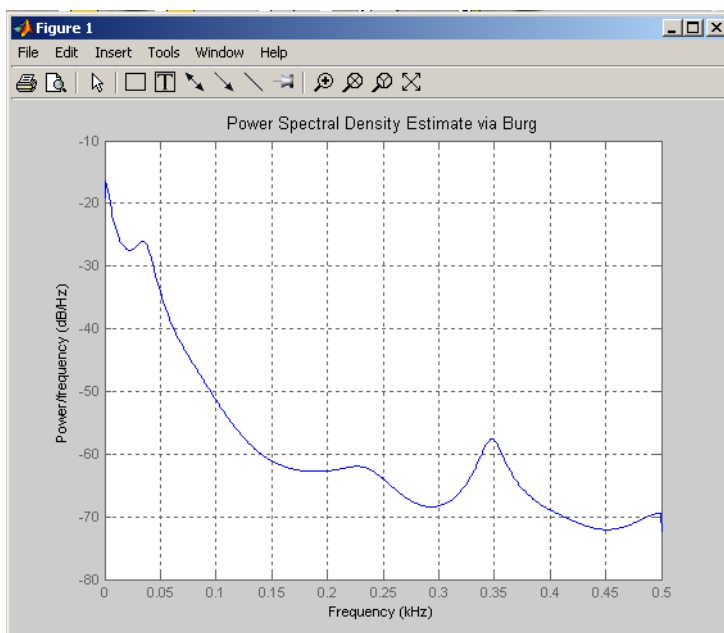 Figure 1
File Edit Insert Tools Window Help
T
Power Spectral Density Estimate via Burg
-10
-20
-30
-40
-50
-60
-70
-80
Power/frequency (dB/Hz)
0 0.05 0.1 0.15 0.2 0.25 0.3 0.35 0.4 0.45 0.5
Frequency (kHz)